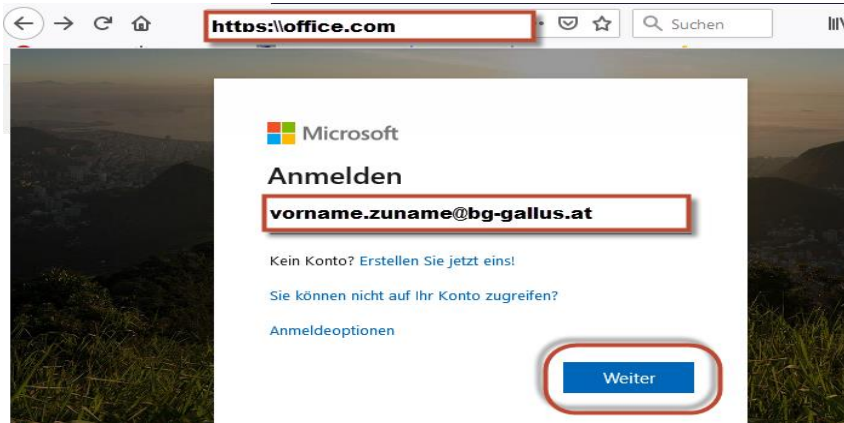 https:\\office.com
Suchen
Microsoft
Anmelden
vorname.zuname@bg-gallus.at
Kein Konto? Erstellen Sie jetzt eins!
Sie können nicht auf Ihr Konto zugreifen?
Anmeldeoptionen
Weiter